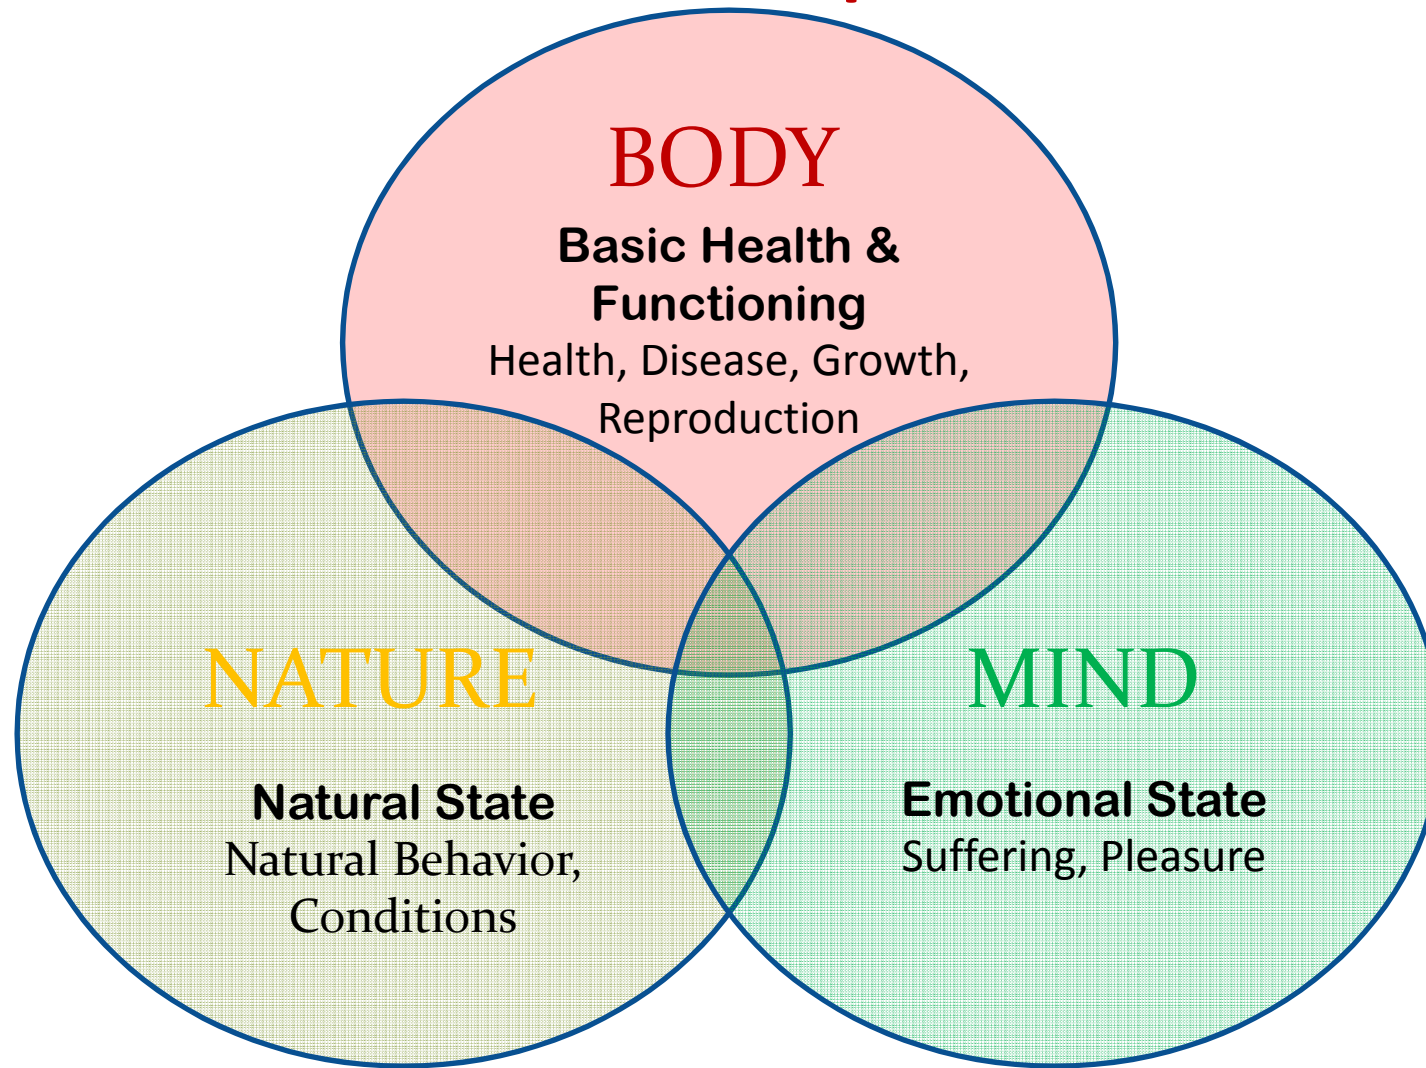 BODY
Basic Health &
Functioning
Health, Disease, Growth,
Reproduction
NATURE
Natural State
Natural Behavior,
Conditions
MIND
Emotional State
Suffering, Pleasure